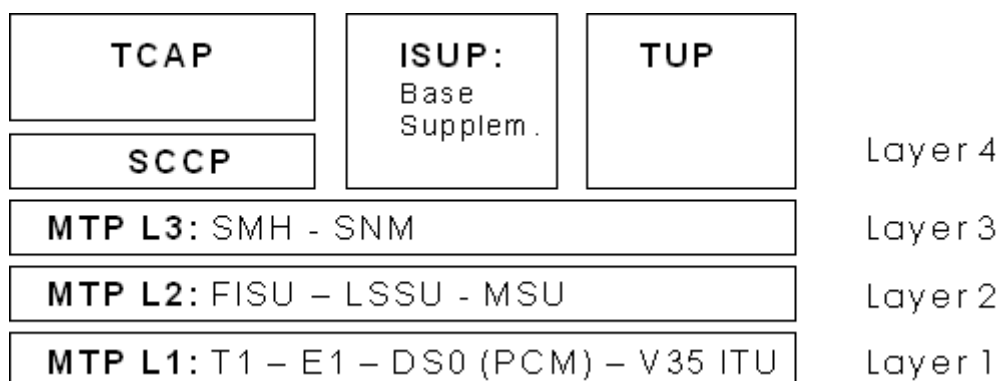 TCAP
ISUP:
Base
Supplem.
TUP
SCCP
Layer 4
MTP L3: SMH - SNM
Layer 3
MTP L2: FISU – LSSU - MSU
Layer 2
MTP L1: T1 – E1 – DS0 (PCM) – V35 ITU
Layer 1